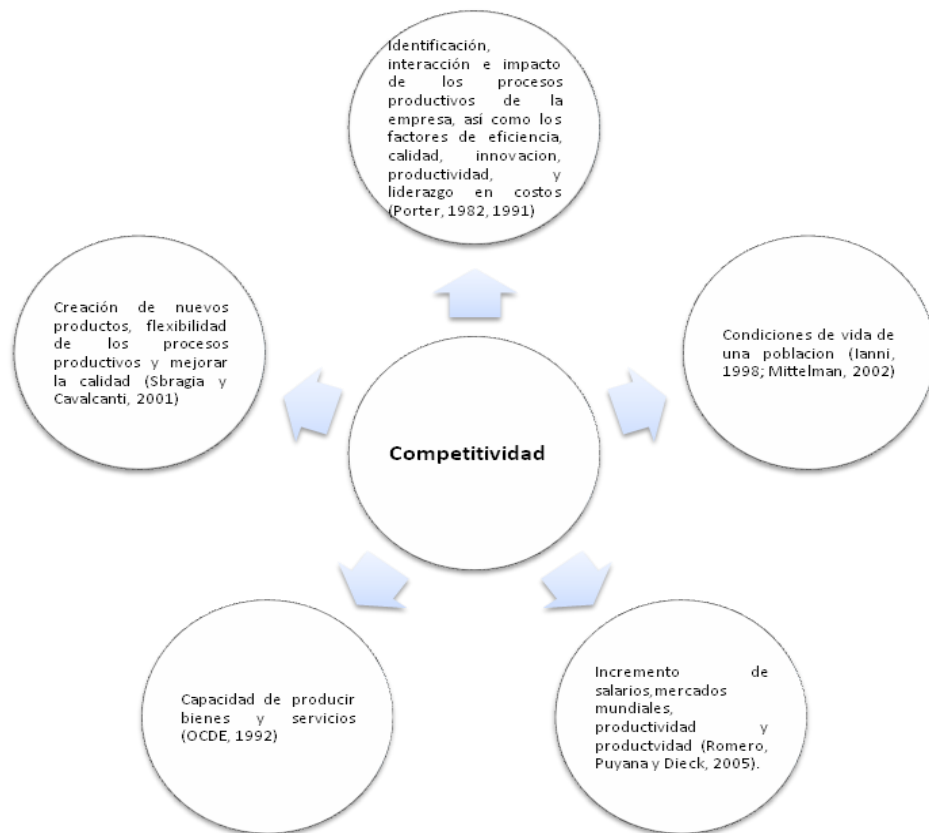 Identificación,
interacción e impacto
de los procesos
productivos de la
empresa, así como los
factores de eficiencia,
calidad, innovacion,
productividad, y
liderazgo en costos
(Porter, 1982, 1991)
Creación de nuevos
productos, flexibilidad
de los procesos
productivos y mejorar
la calidad (Sbragia y
Cavalcanti, 2001)
Condiciones de vida de
una poblacion (Ianni,
1998; Mittelman, 2002)
Competitividad
Capacidad de producir
bienes y servicios
(OCDE, 1992)
Incremento de
salarios,mercados
mundiales,
productividad y
productvidad (Romero,
Puyana y Dieck, 2005).